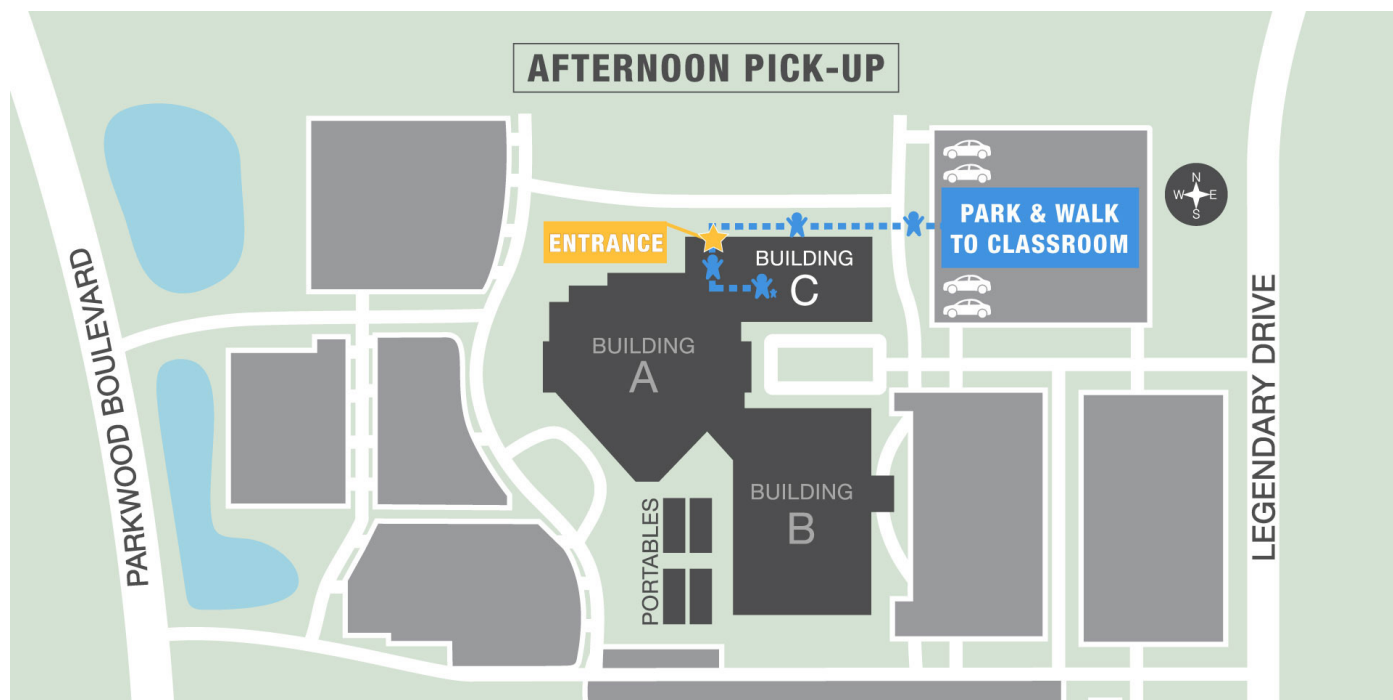 AFTERNOON PICK-UP
N
W E
S
PARK & WALK
TO CLASSROOM
ENTRANCE
BUILDING
C
BUILDING
A
BUILDING
B
PORTABLES
PARKWOOD BOULEVARD
LEGENDARY DRIVE